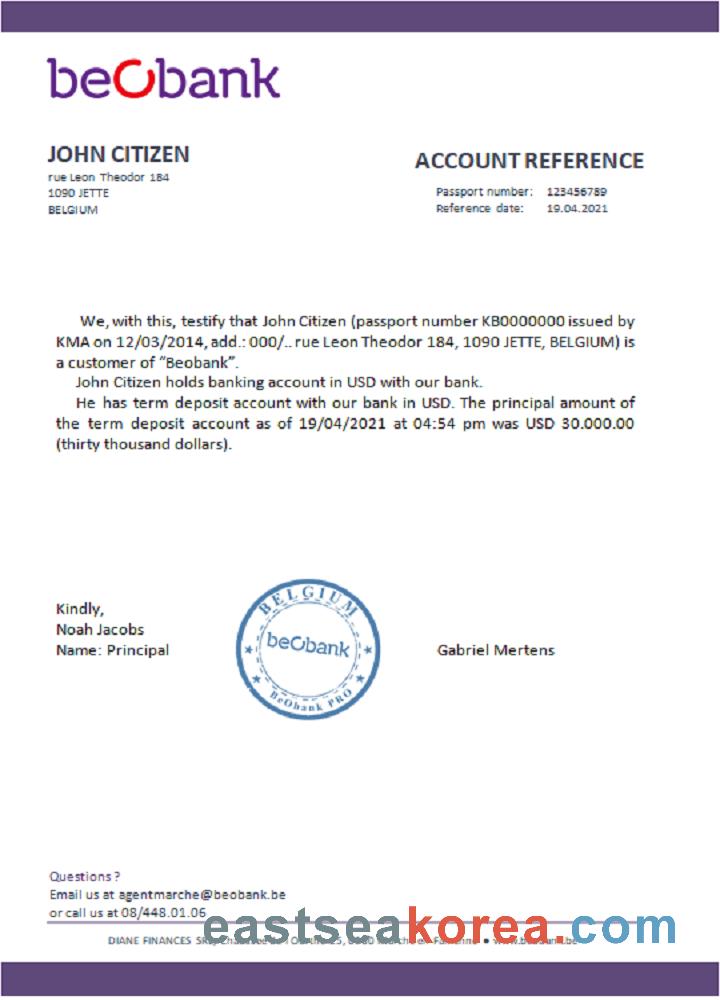 beobank
JOHN CITIZEN
rue Leon Theodor 184
1090 JETTE
BELGIUM
ACCOUNT REFERENCE
Passport number: 123456789
Reference date: 19.04.2021
We, with this, testify that John Citizen (passport number KB0000000 issued by
KMA on 12/03/2014, add.: 000/.. rue Leon Theodor 184, 1090 JETTE, BELGIUM) is
a customer of “Beobank”.
John Citizen holds banking account in USD with our bank.
He has term deposit account with our bank in USD. The principal amount of
the term deposit account as of 19/04/2021 at 04:54 pm was USD 30.000.00
(thirty thousand dollars).
Kindly,
Noah Jacobs
Name: Principal
BELGIUM
beobank
BeObank PRO
Gabriel Mertens
Questions?
Email us at agentmarche@beobank.be
or call us at 08/448.01.06
eastseakorea.com
DIANE FINANCES